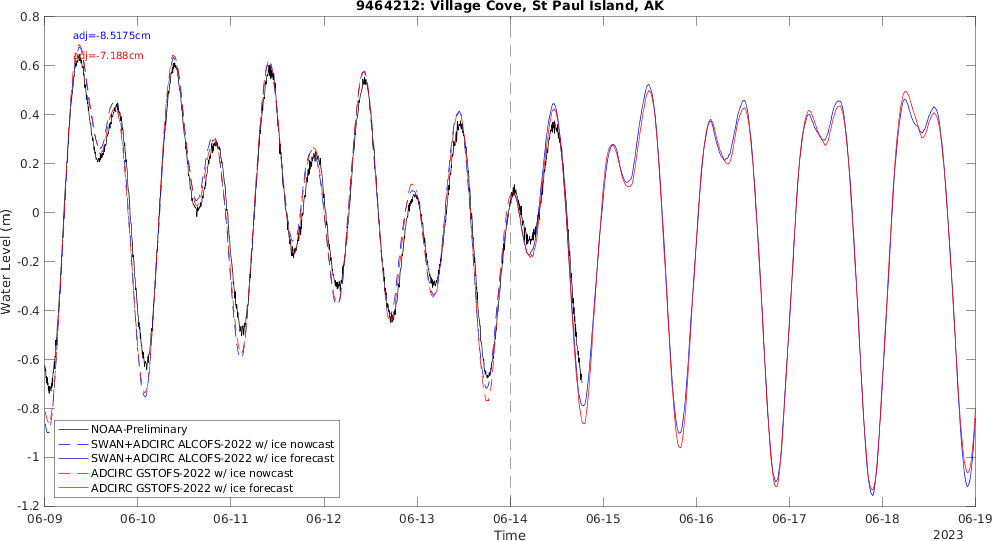 9464212: Village Cove, St Paul Island, AK
adj=-8.5175cm
adj=-7.188cm
0.8
0.6
0.4
0.2
0
-0.2
-0.4
-0.6
-0.8
-1
-1.2
Water Level (m)
NOAA-Preliminary
SWAN+ADCIRC ALCOFS-2022 w/ ice nowcast
SWAN+ADCIRC ALCOFS-2022 w/ ice forecast
ADCIRC GSTOFS-2022 w/ ice nowcast
ADCIRC GSTOFS-2022 w/ ice forecast
06-09 06-10 06-11 06-12 06-13 06-14 06-15 06-16 06-17 06-18 06-19
Time
2023